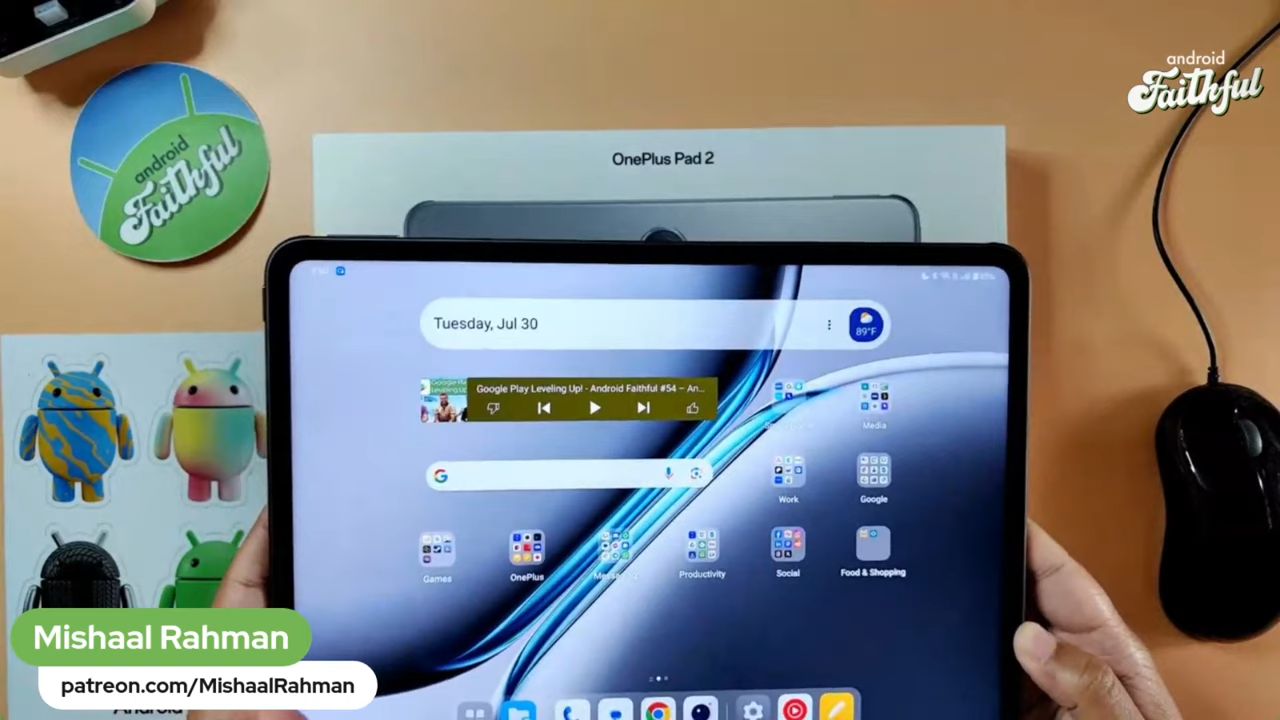 android
Faithful
android
Faithful
OnePlus Pad 2
Tuesday, Jul 30
89°F
Google Play Leveling Up! - Android Faithful #54 – An...
Media
Work
Google
Games
OnePlus
Productivity
Social
Food & Shopping
Mishaal Rahman
patreon.com/MishaalRahman
Android